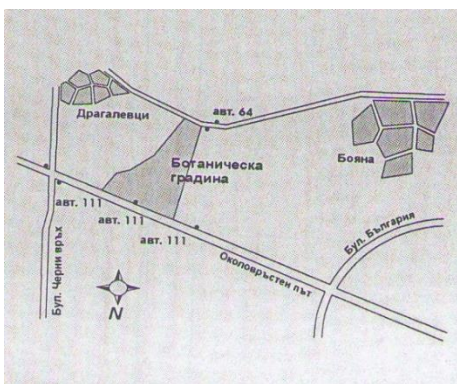 Драгалевци
авт. 64
Бояна
Ботаническа
градина
авт. 111
авт. 111
авт. 111
Бул. Черни връх
Околовръстен път
Бул. България
N